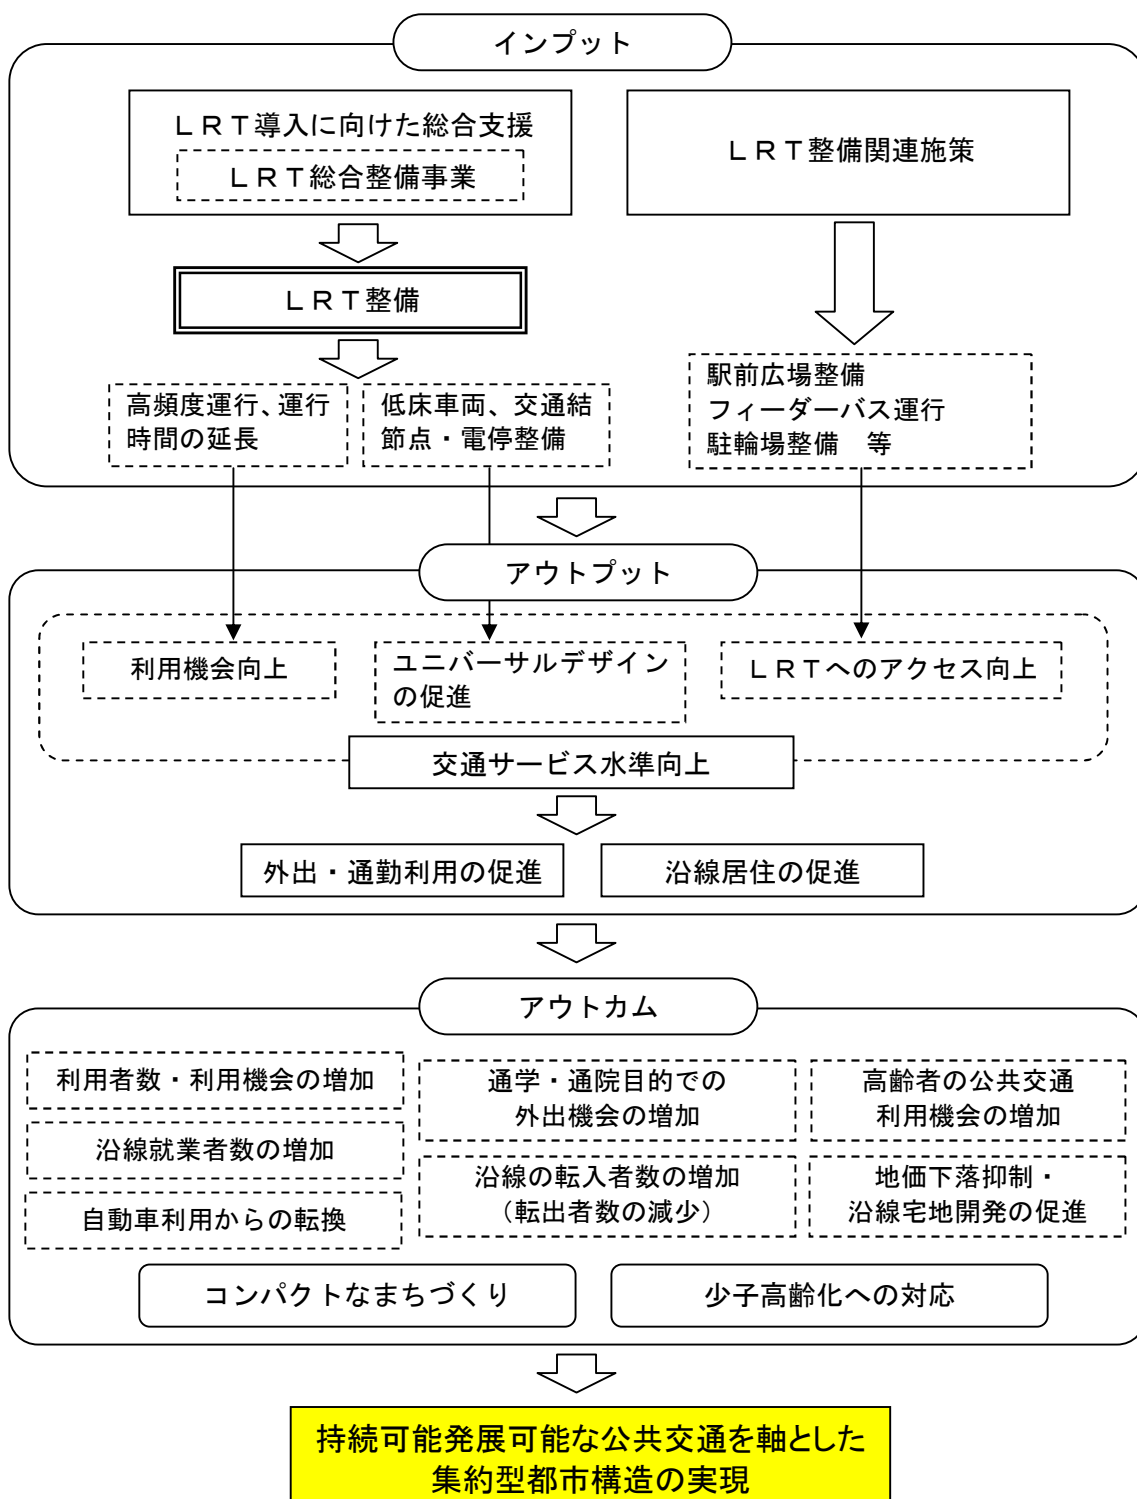 インプット
ＬＲＴ導入に向けた総合支援
ＬＲＴ総合整備事業
ＬＲＴ整備関連施策
ＬＲＴ整備
高頻度運行、運行
時間の延長
低床車両、交通結
節点・電停整備
駅前広場整備
フィーダーバス運行
駐輪場整備　等
アウトプット
利用機会向上
ユニバーサルデザイン
の促進
ＬＲＴへのアクセス向上
交通サービス水準向上
外出・通勤利用の促進
沿線居住の促進
アウトカム
利用者数・利用機会の増加
沿線就業者数の増加
自動車利用からの転換
通学・通院目的での
外出機会の増加
沿線の転入者数の増加
（転出者数の減少）
高齢者の公共交通
利用機会の増加
地価下落抑制・
沿線宅地開発の促進
コンパクトなまちづくり
少子高齢化への対応
持続可能発展可能な公共交通を軸とした
集約型都市構造の実現